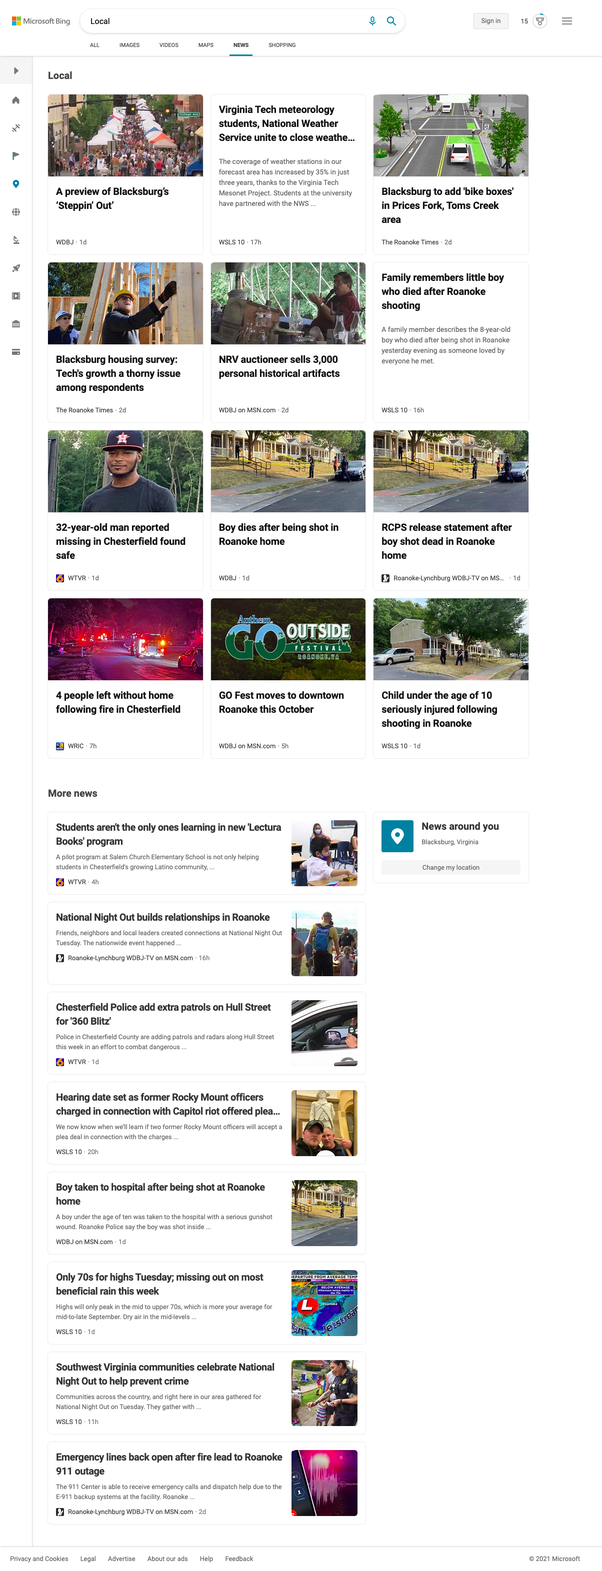 Microsoft Bing
Local
Sign in
15
ALL
IMAGES
VIDEOS
MAPS
NEWS
SHOPPING
Local
A preview of Blacksburg's
'Steppin' Out'
WDBJ · 1d
Virginia Tech meteorology
students, National Weather
Service unite to close weathe...
The coverage of weather stations in our
forecast area has increased by 35% in just
three years, thanks to the Virginia Tech
Mesonet Project. Students at the university
have partnered with the NWS ...
WSLS 10 · 17h
Blacksburg to add 'bike boxes'
in Prices Fork, Toms Creek
area
The Roanoke Times · 2d
Blacksburg housing survey:
Tech's growth a thorny issue
among respondents
The Roanoke Times · 2d
NRV auctioneer sells 3,000
personal historical artifacts
WDBJ on MSN.com · 2d
Family remembers little boy
who died after Roanoke
shooting
A family member describes the 8-year-old
boy who died after being shot in Roanoke
yesterday evening as someone loved by
everyone he met.
WSLS 10 · 16h
32-year-old man reported
missing in Chesterfield found
safe
WTVR · 1d
Boy dies after being shot in
Roanoke home
WDBJ · 1d
RCPS release statement after
boy shot dead in Roanoke
home
Roanoke-Lynchburg WDBJ-TV on MS... · 1d
4 people left without home
following fire in Chesterfield
WRIC · 7h
Anthem
GO OUTSIDE
FESTIVAL
ROANOKE, VA
GO Fest moves to downtown
Roanoke this October
WDBJ on MSN.com · 5h
Child under the age of 10
seriously injured following
shooting in Roanoke
WSLS 10 · 1d
More news
Students aren't the only ones learning in new 'Lectura
Books' program
A pilot program at Salem Church Elementary School is not only helping
students in Chesterfield's growing Latino community, ...
WTVR · 4h
News around you
Blacksburg, Virginia
Change my location
National Night Out builds relationships in Roanoke
Friends, neighbors and local leaders created connections at National Night Out
Tuesday. The nationwide event happened ...
Roanoke-Lynchburg WDBJ-TV on MSN.com · 16h
Chesterfield Police add extra patrols on Hull Street
for '360 Blitz'
Police in Chesterfield County are adding patrols and radars along Hull Street
this week in an effort to combat dangerous ...
WTVR · 1d
Hearing date set as former Rocky Mount officers
charged in connection with Capitol riot offered plea...
We now know when we'll learn if two former Rocky Mount officers will accept a
plea deal in connection with the charges ...
WSLS 10 · 20h
Boy taken to hospital after being shot at Roanoke
home
A boy under the age of ten was taken to the hospital with a serious gunshot
wound. Roanoke Police say the boy was shot inside ...
WDBJ on MSN.com · 1d
Only 70s for highs Tuesday; missing out on most
beneficial rain this week
Highs will only peak in the mid to upper 70s, which is more your average for
mid-to-late September. Dry air in the mid-levels ...
WSLS 10 · 1d
DEPARTURE FROM AVERAGE TEMP
BELOW AVERAGE
L
Jet stream
Southwest Virginia communities celebrate National
Night Out to help prevent crime
Communities across the country, and right here in our area gathered for
National Night Out on Tuesday. They gather with ...
WSLS 10 · 11h
Emergency lines back open after fire lead to Roanoke
911 outage
The 911 Center is able to receive emergency calls and dispatch help due to the
E-911 backup systems at the facility. Roanoke ...
Roanoke-Lynchburg WDBJ-TV on MSN.com · 2d
Privacy and Cookies
Legal
Advertise
About our ads
Help
Feedback
© 2021 Microsoft